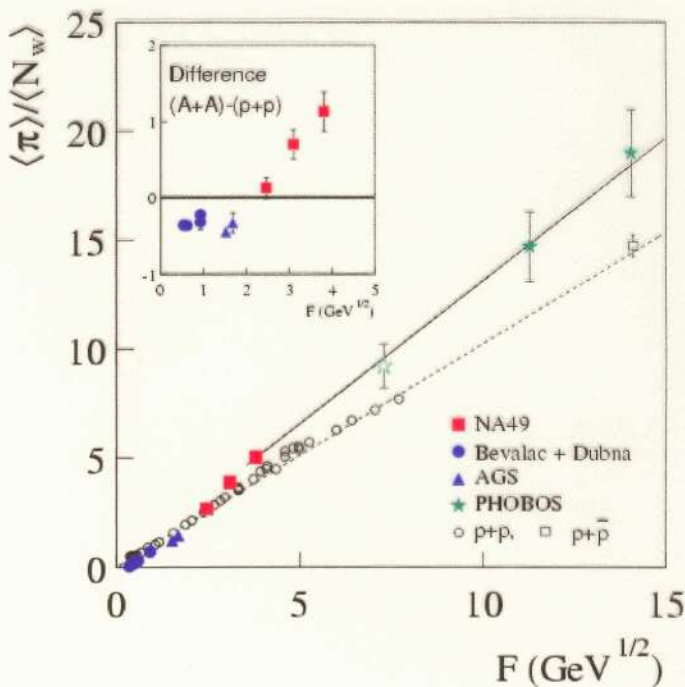 ⟨π⟩/⟨N_w⟩
25
20
15
10
5
0
Difference
(A+A)-(p+p)
2
1
0
-1
0 1 2 3 4 5
F (GeV^1/2)
NA49
Bevalac + Dubna
AGS
PHOBOS
p+p, p+p̄
0 5 10 15
F (GeV^1/2)